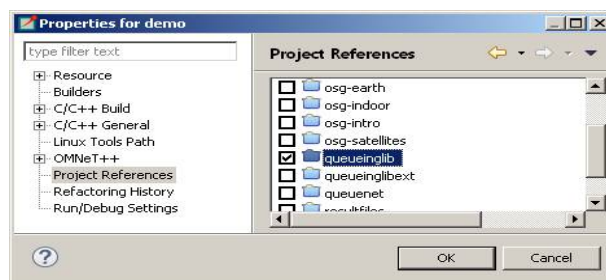 Properties for demo
type filter text
Resource
Builders
C/C++ Build
C/C++ General
Linux Tools Path
OMNeT++
Project References
Refactoring History
Run/Debug Settings
Project References
osg-earth
osg-indoor
osg-intro
osg-satellites
queueinglib
queueinglibext
queuenet
resultfiles
OK
Cancel